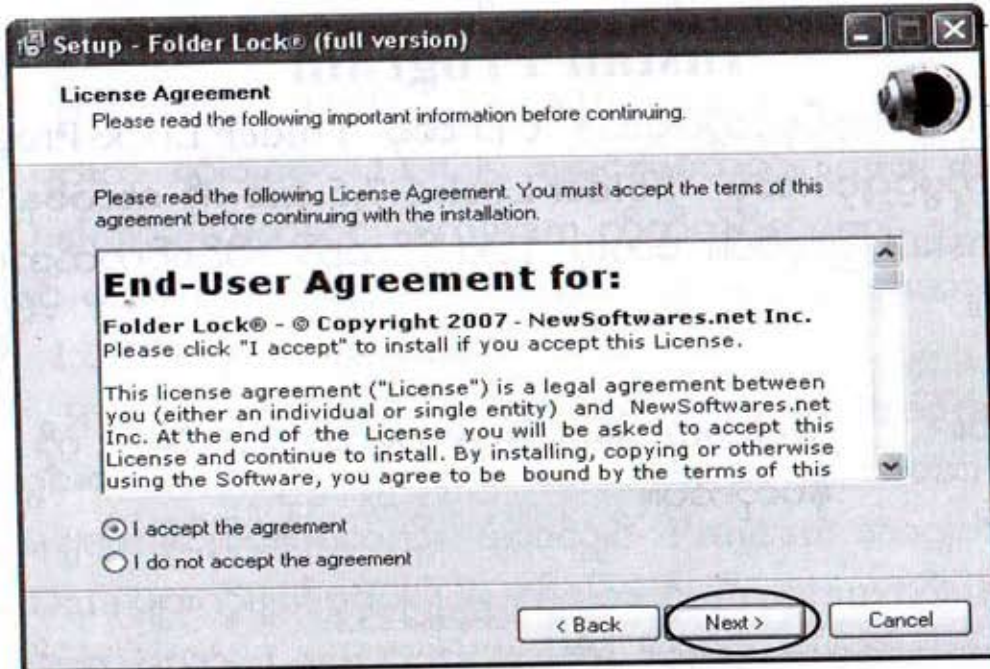 Setup - Folder Lock® (full version)
License Agreement
Please read the following important information before continuing.
Please read the following License Agreement. You must accept the terms of this
agreement before continuing with the installation.
End-User Agreement for:
Folder Lock® - © Copyright 2007 - NewSoftwares.net Inc.
Please click "I accept" to install if you accept this License.
This license agreement ("License") is a legal agreement between
you (either an individual or single entity) and NewSoftwares.net
Inc. At the end of the License you will be asked to accept this
License and continue to install. By installing, copying or otherwise
using the Software, you agree to be bound by the terms of this
I accept the agreement
I do not accept the agreement
< Back Next > Cancel